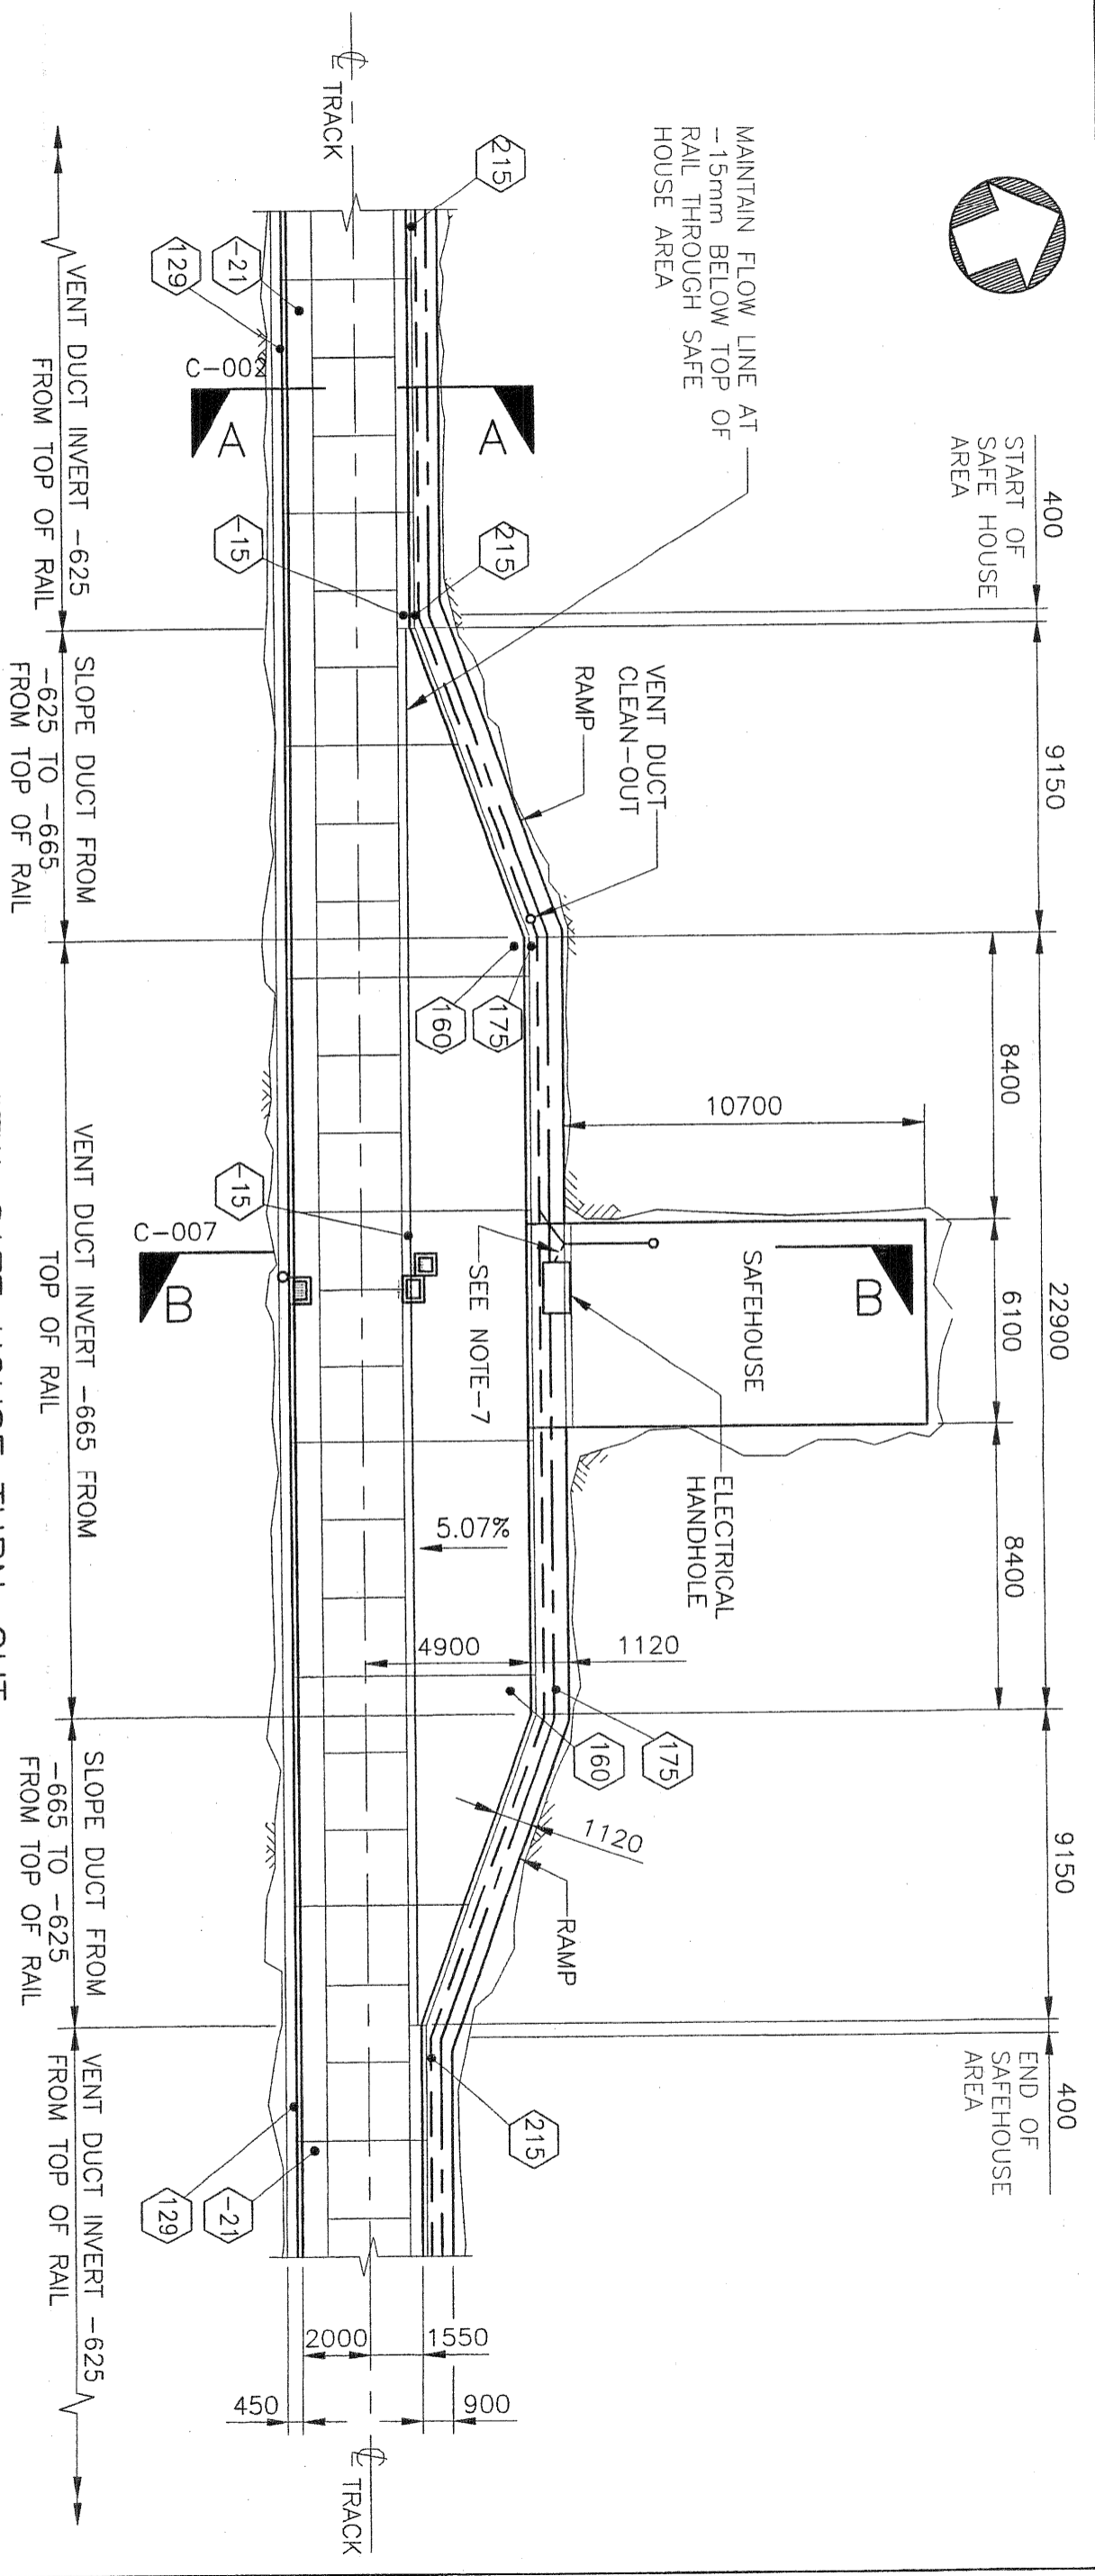 400
9150
22900
9150
400
START OF
SAFE HOUSE
AREA
8400
6100
8400
END OF
SAFEHOUSE
AREA
10700
SAFEHOUSE
B
MAINTAIN FLOW LINE AT
-15mm BELOW TOP OF
RAIL THROUGH SAFE
HOUSE AREA
VENT DUCT
CLEAN-OUT
RAMP
ELECTRICAL
HANDHOLE
SEE NOTE-7
5.07%
4900
1120
175
160
1120
RAMP
215
A
215
175
160
215
℄ TRACK
-15
-15
2000
1550
450
900
℄ TRACK
-21
129
C-002
A
C-007
B
129
-21
VENT DUCT INVERT -625
FROM TOP OF RAIL
SLOPE DUCT FROM
-625 TO -665
FROM TOP OF RAIL
VENT DUCT INVERT -665 FROM
TOP OF RAIL
SLOPE DUCT FROM
-665 TO -625
FROM TOP OF RAIL
VENT DUCT INVERT -625
FROM TOP OF RAIL